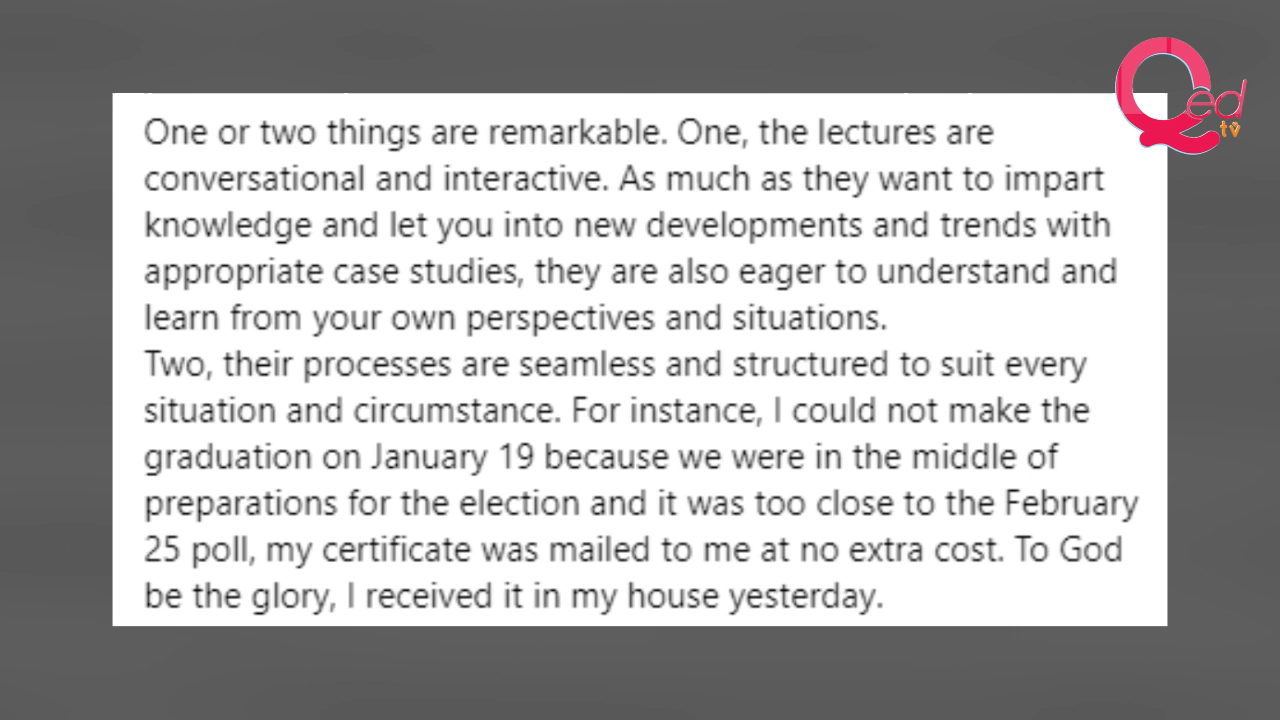 Qed
tv
One or two things are remarkable. One, the lectures are
conversational and interactive. As much as they want to impart
knowledge and let you into new developments and trends with
appropriate case studies, they are also eager to understand and
learn from your own perspectives and situations.
Two, their processes are seamless and structured to suit every
situation and circumstance. For instance, I could not make the
graduation on January 19 because we were in the middle of
preparations for the election and it was too close to the February
25 poll, my certificate was mailed to me at no extra cost. To God
be the glory, I received it in my house yesterday.